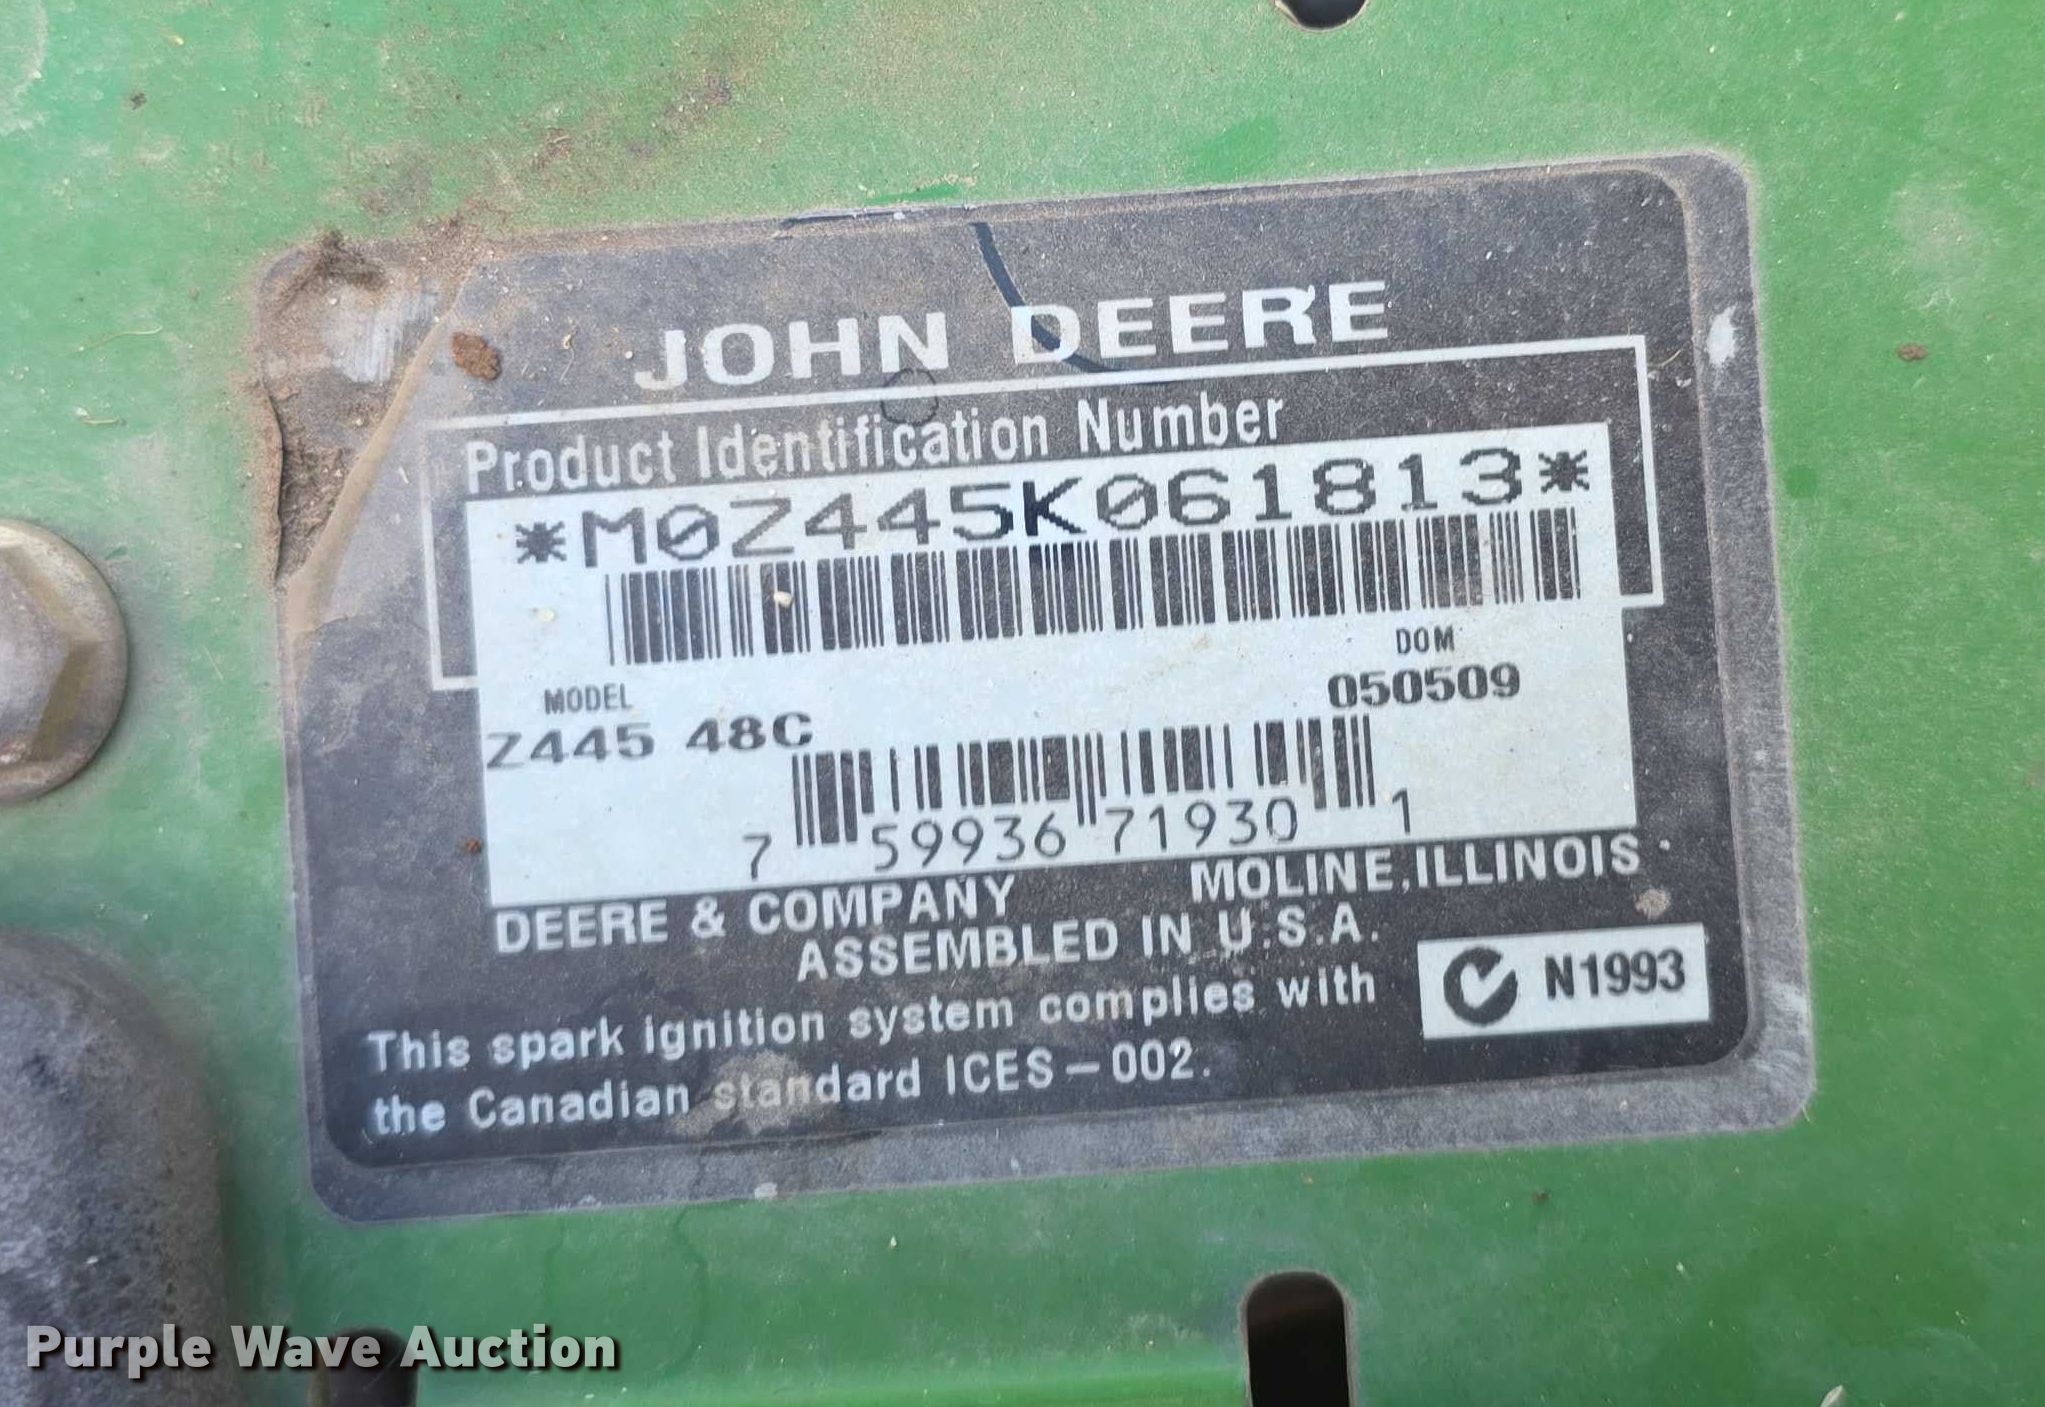 JOHN DEERE
Product Identification Number
*M0Z445K061813*
DOM
MODEL
050509
Z445 48C
7 59936 71930 1
DEERE & COMPANY MOLINE, ILLINOIS
ASSEMBLED IN U.S.A.
N1993
This spark ignition system complies with
the Canadian standard ICES-002.
Purple Wave Auction